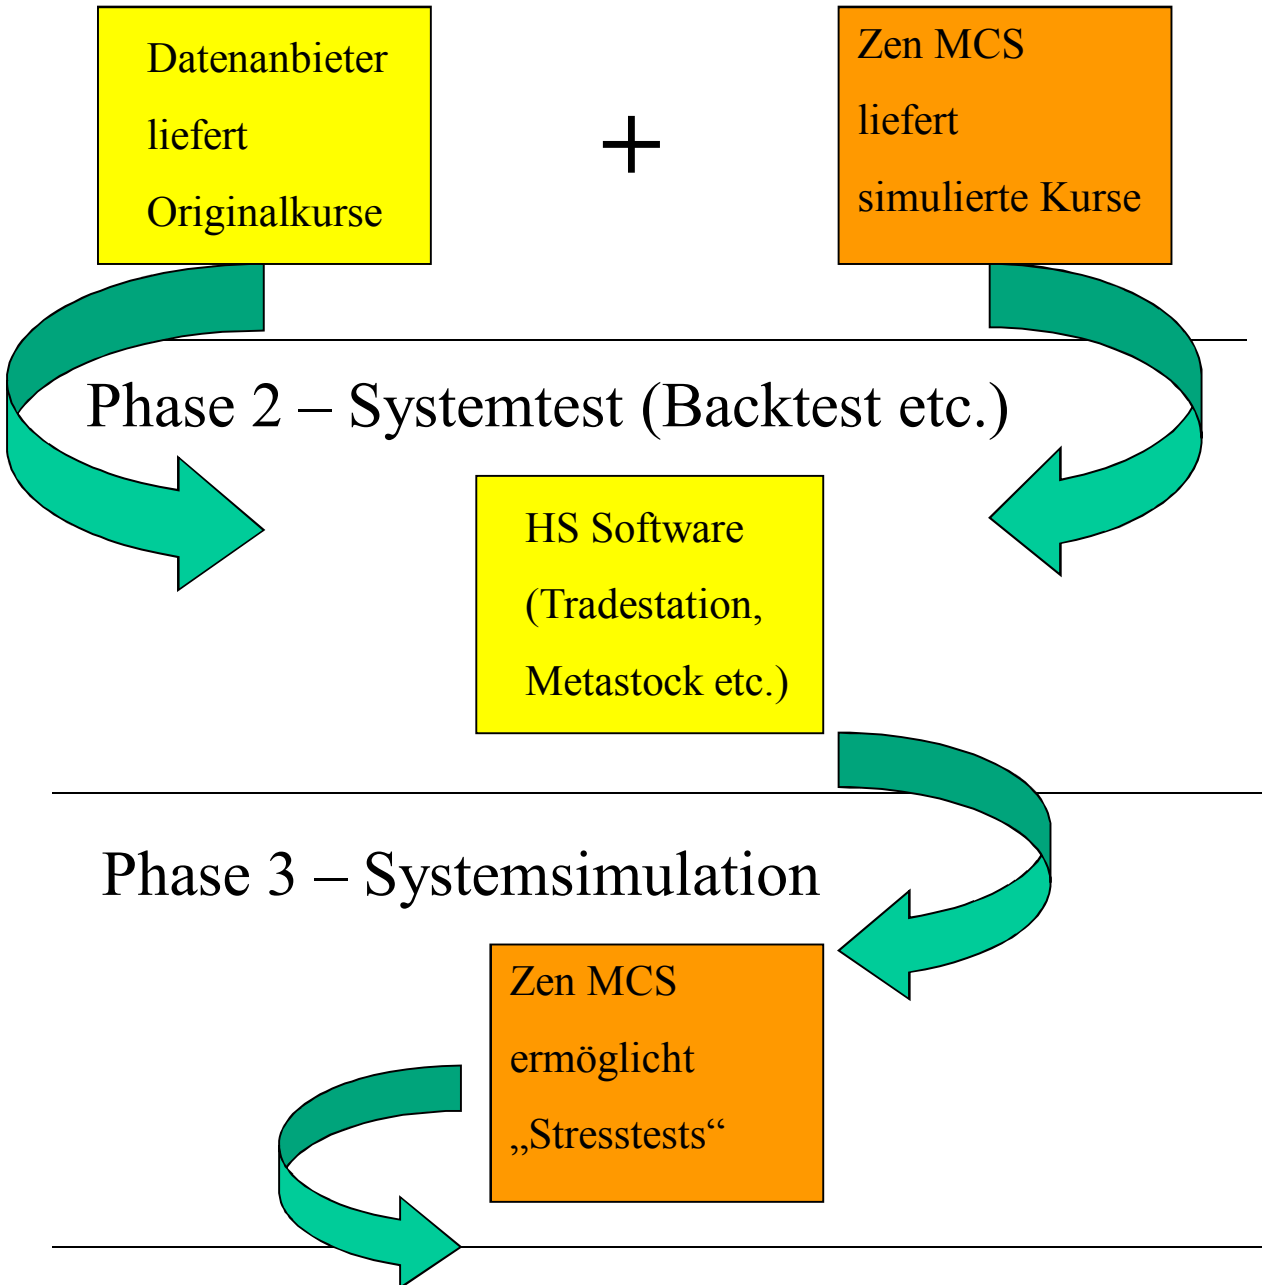 Datenanbieter
liefert
Originalkurse
+
Zen MCS
liefert
simulierte Kurse
Phase 2 – Systemtest (Backtest etc.)
HS Software
(Tradestation,
Metastock etc.)
Phase 3 – Systemsimulation
Zen MCS
ermöglicht
„Stresstests“